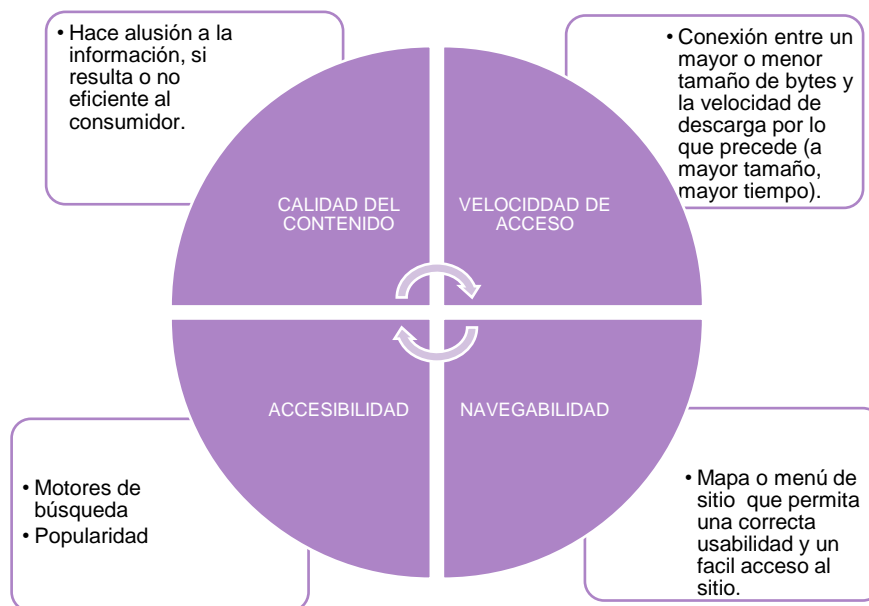 • Hace alusión a la
información, si
resulta o no
eficiente al
consumidor.
• Conexión entre un
mayor o menor
tamaño de bytes y
la velocidad de
descarga por lo
que precede (a
mayor tamaño,
mayor tiempo).
CALIDAD DEL
CONTENIDO
VELOCIDDAD DE
ACCESO
ACCESIBILIDAD
NAVEGABILIDAD
• Motores de
búsqueda
• Popularidad
• Mapa o menú de
sitio que permita
una correcta
usabilidad y un
facil acceso al
sitio.